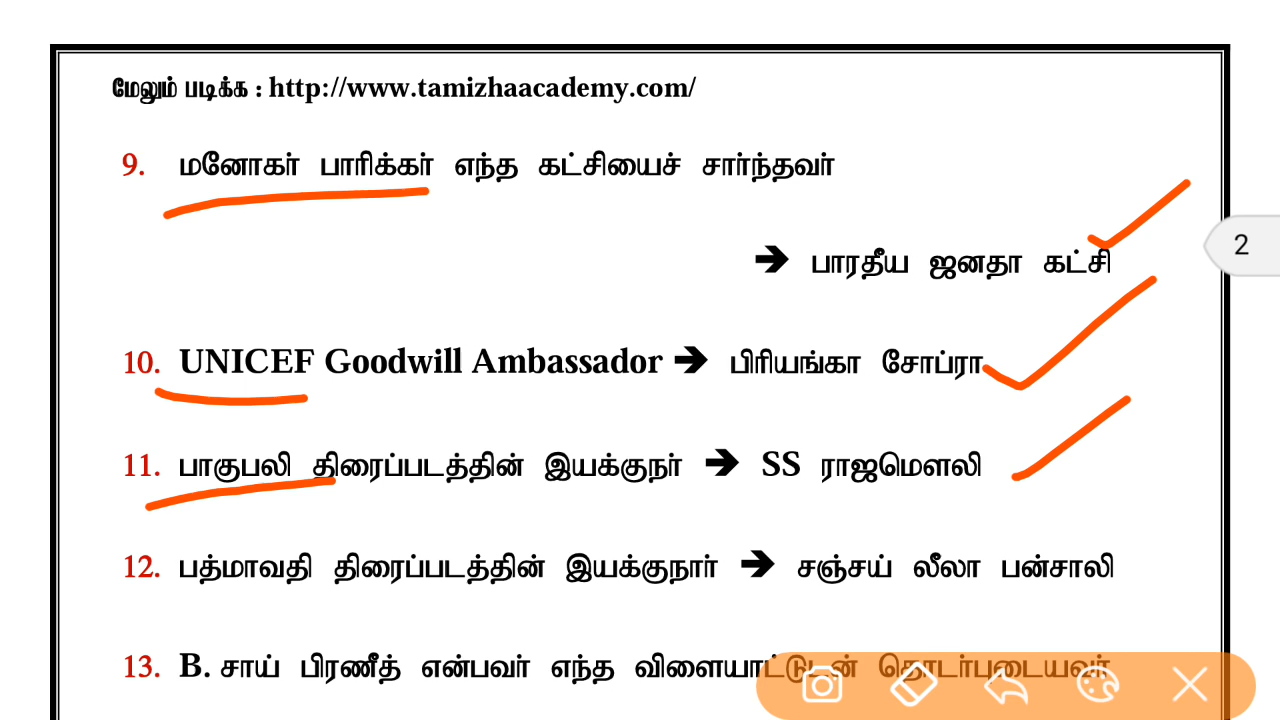 மேலும் படிக்க : http://www.tamizhaacademy.com/
9. மனோகர் பாரிக்கர் எந்த கட்சியைச் சார்ந்தவர்
➔ பாரதீய ஜனதா கட்சி
2
10. UNICEF Goodwill Ambassador ➔ பிரியங்கா சோப்ரா
11. பாகுபலி திரைப்படத்தின் இயக்குநர் ➔ SS ராஜமௌலி
12. பத்மாவதி திரைப்படத்தின் இயக்குநார் ➔ சஞ்சய் லீலா பன்சாலி
13. B. சாய் பிரணீத் என்பவர் எந்த விளையாட்டுடன் தொடர்புடையவர்